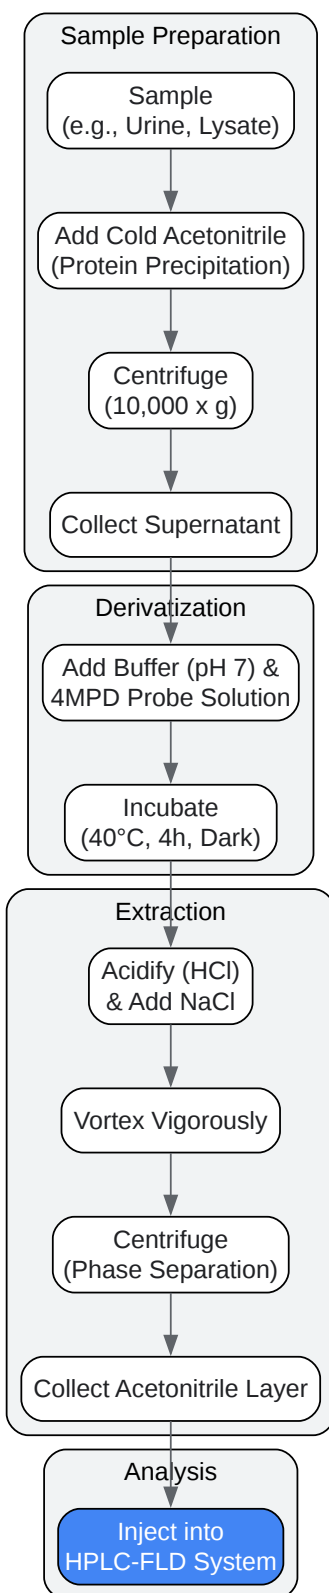 Sample Preparation
Sample
(e.g., Urine, Lysate)
Add Cold Acetonitrile
(Protein Precipitation)
Centrifuge
(10,000 x g)
Collect Supernatant
Derivatization
Add Buffer (pH 7) &
4MPD Probe Solution
Incubate
(40°C, 4h, Dark)
Extraction
Acidify (HCl)
& Add NaCl
Vortex Vigorously
Centrifuge
(Phase Separation)
Collect Acetonitrile Layer
Analysis
Inject into
HPLC-FLD System